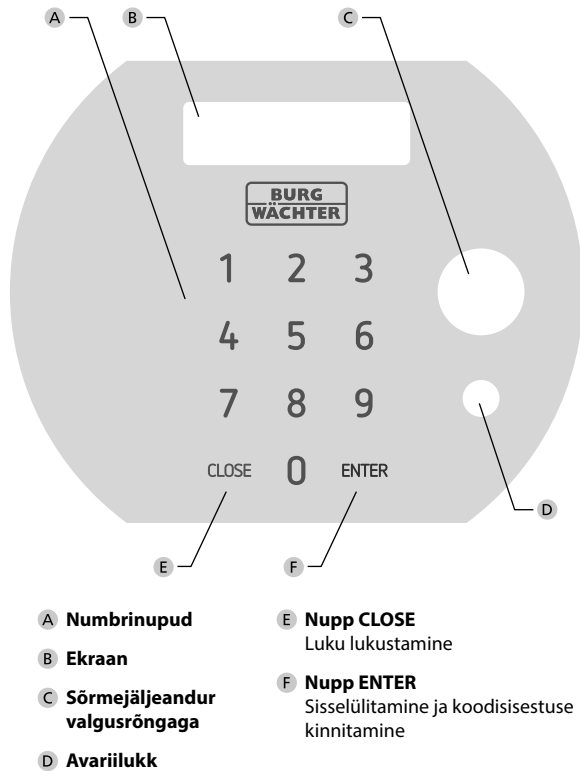 A B C
BURG
WÄCHTER
1 2 3
4 5 6
7 8 9
CLOSE 0 ENTER
D
E F
A Numbrinupud
B Ekraan
C Sõrmejäljeandur
valgusrõngaga
D Avariilukk
E Nupp CLOSE
Luku lukustamine
F Nupp ENTER
Sisselülitamine ja koodisisestuse
kinnitamine